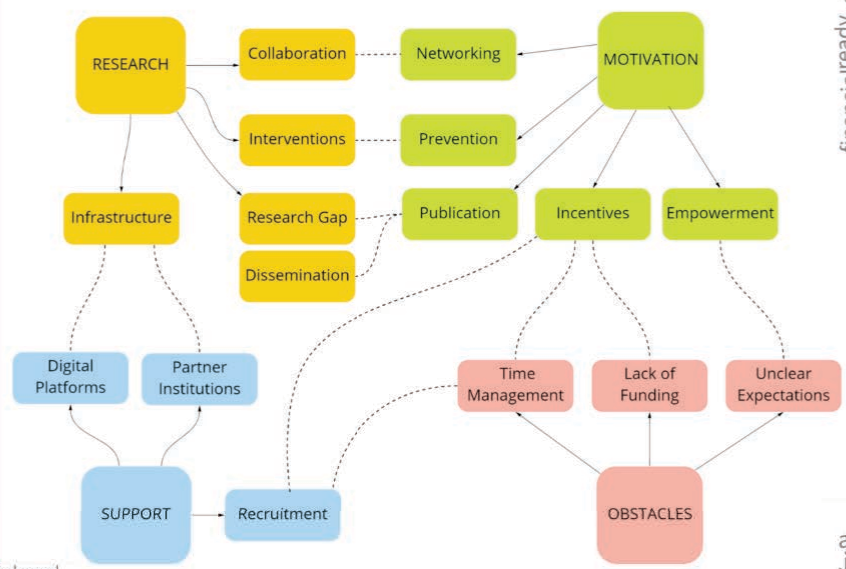 RESEARCH
Collaboration
Networking
MOTIVATION
Interventions
Prevention
Infrastructure
Research Gap
Publication
Incentives
Empowerment
Dissemination
Digital
Platforms
Partner
Institutions
Time
Management
Lack of
Funding
Unclear
Expectations
SUPPORT
Recruitment
OBSTACLES